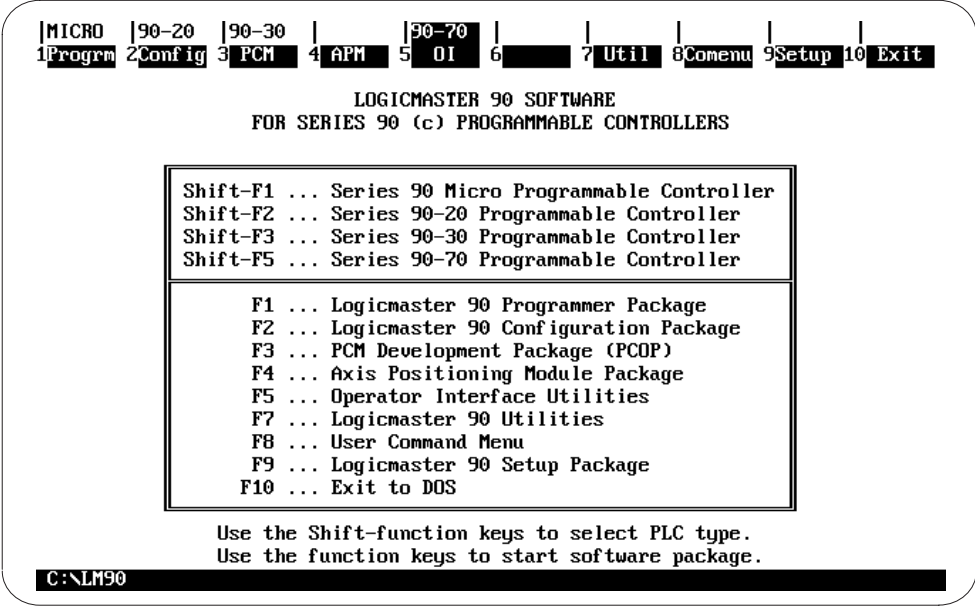 |MICRO |90-20 |90-30 | |90-70 | | | | |
1Progrm 2Config 3 PCM 4 APM 5 OI 6 7 Util 8Comenu 9Setup 10 Exit
LOGICMASTER 90 SOFTWARE
FOR SERIES 90 (c) PROGRAMMABLE CONTROLLERS
Shift-F1 ... Series 90 Micro Programmable Controller
Shift-F2 ... Series 90-20 Programmable Controller
Shift-F3 ... Series 90-30 Programmable Controller
Shift-F5 ... Series 90-70 Programmable Controller
F1 ... Logicmaster 90 Programmer Package
F2 ... Logicmaster 90 Configuration Package
F3 ... PCM Development Package (PCOP)
F4 ... Axis Positioning Module Package
F5 ... Operator Interface Utilities
F7 ... Logicmaster 90 Utilities
F8 ... User Command Menu
F9 ... Logicmaster 90 Setup Package
F10 ... Exit to DOS
Use the Shift-function keys to select PLC type.
Use the function keys to start software package.
C:\LM90